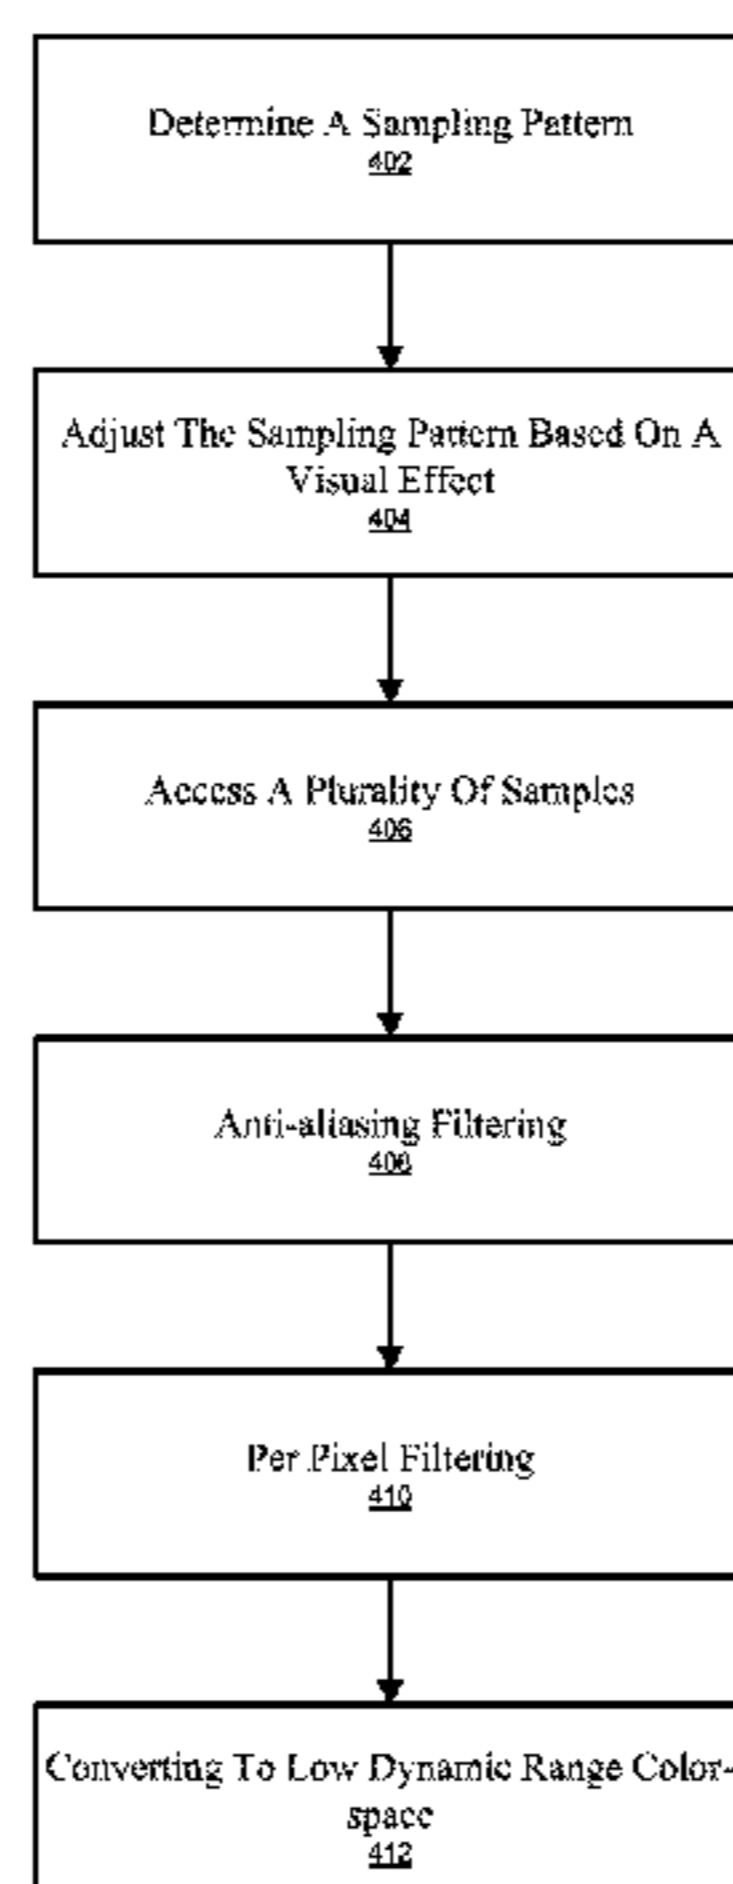 Determine A Sampling Pattern
402
Adjust The Sampling Pattern Based On A
Visual Effect
404
Access A Plurality Of Samples
406
Anti-aliasing Filtering
408
Per Pixel Filtering
410
Converting To Low Dynamic Range Color-
space
412